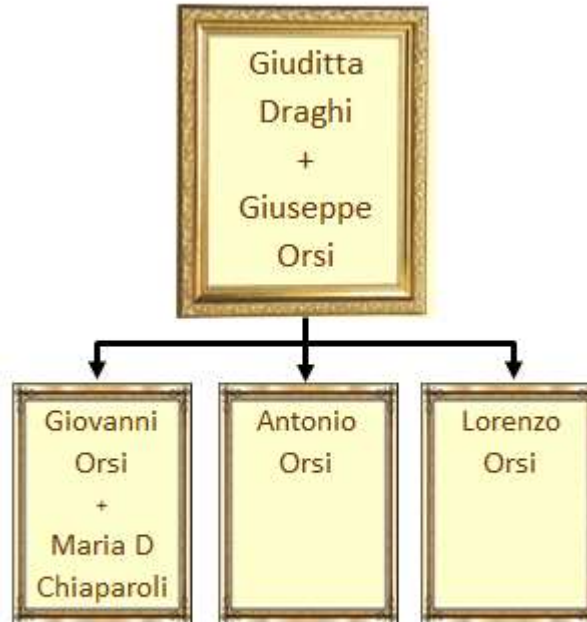 Giuditta
Draghi
+
Giuseppe
Orsi
Giovanni
Orsi
+
Maria D
Chiaparoli
Antonio
Orsi
Lorenzo
Orsi